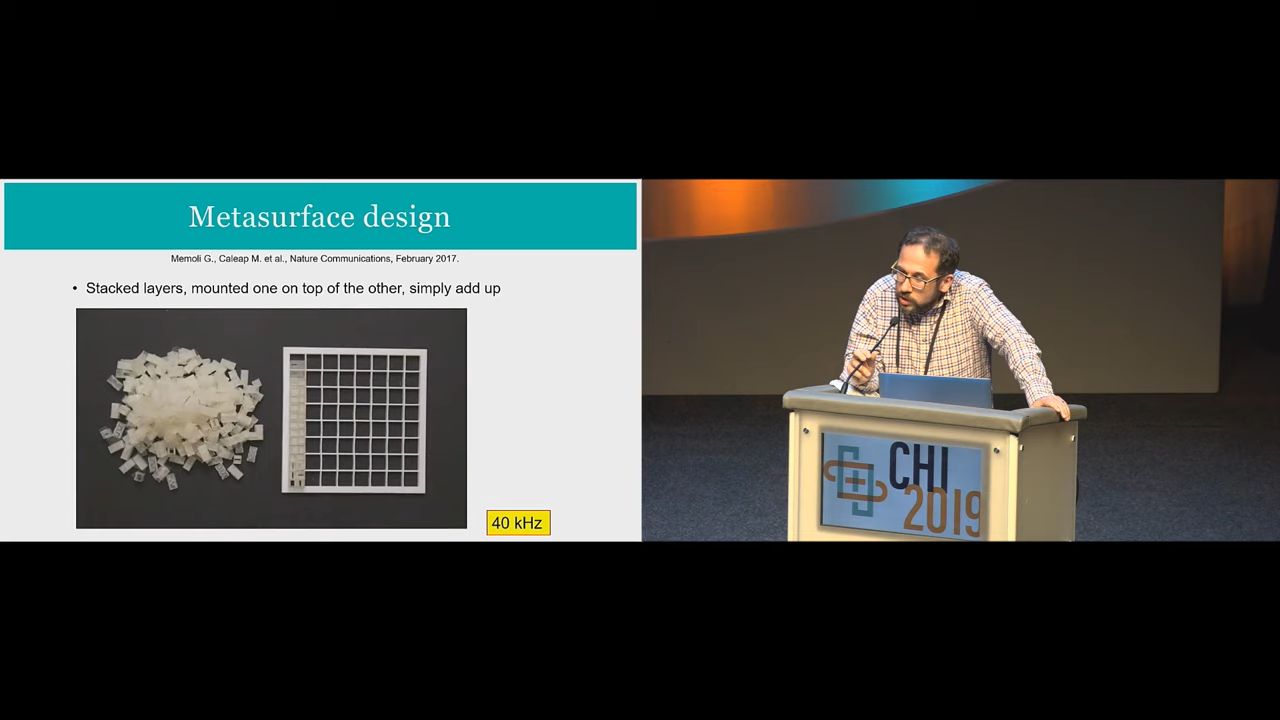 Metasurface design
Memoli G., Caleap M. et al., Nature Communications, February 2017.
• Stacked layers, mounted one on top of the other, simply add up
40 kHz
CHI
2019